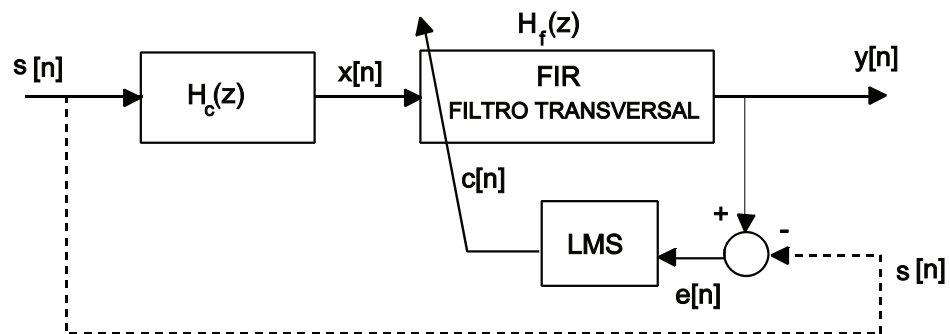 H_f(z)
s[n]
x[n]
y[n]
H_c(z)
FIR
FILTRO TRANSVERSAL
c[n]
+
-
LMS
s[n]
e[n]